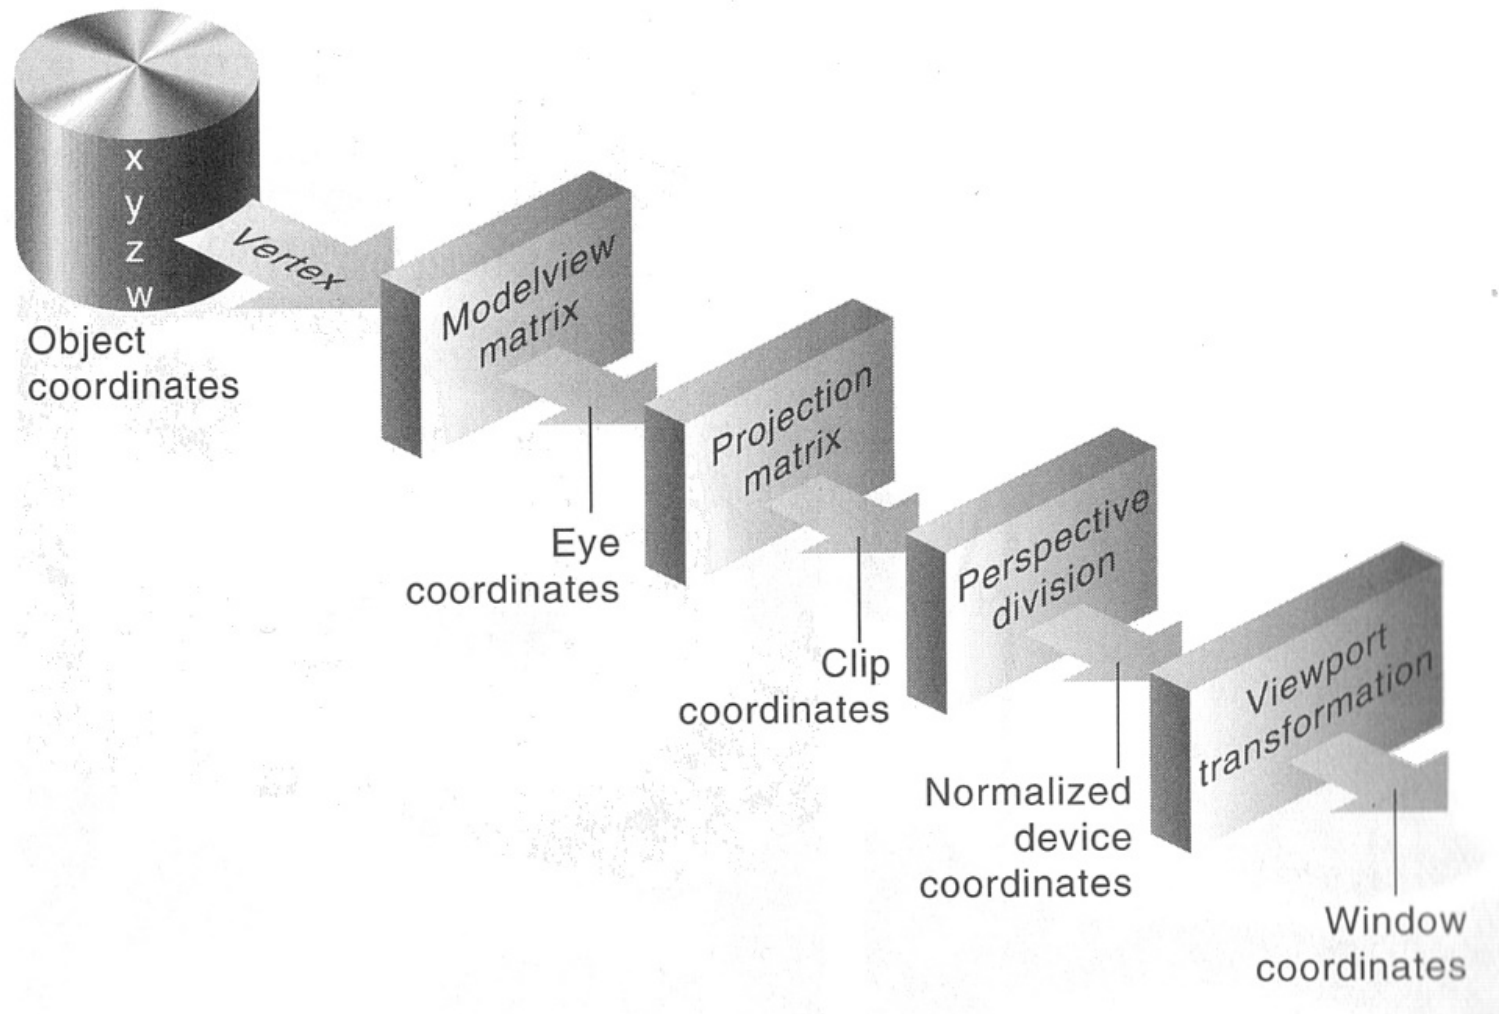 x
y
z
w
Vertex
Object
coordinates
Modelview
matrix
Eye
coordinates
Projection
matrix
Clip
coordinates
Perspective
division
Normalized
device
coordinates
Viewport
transformation
Window
coordinates